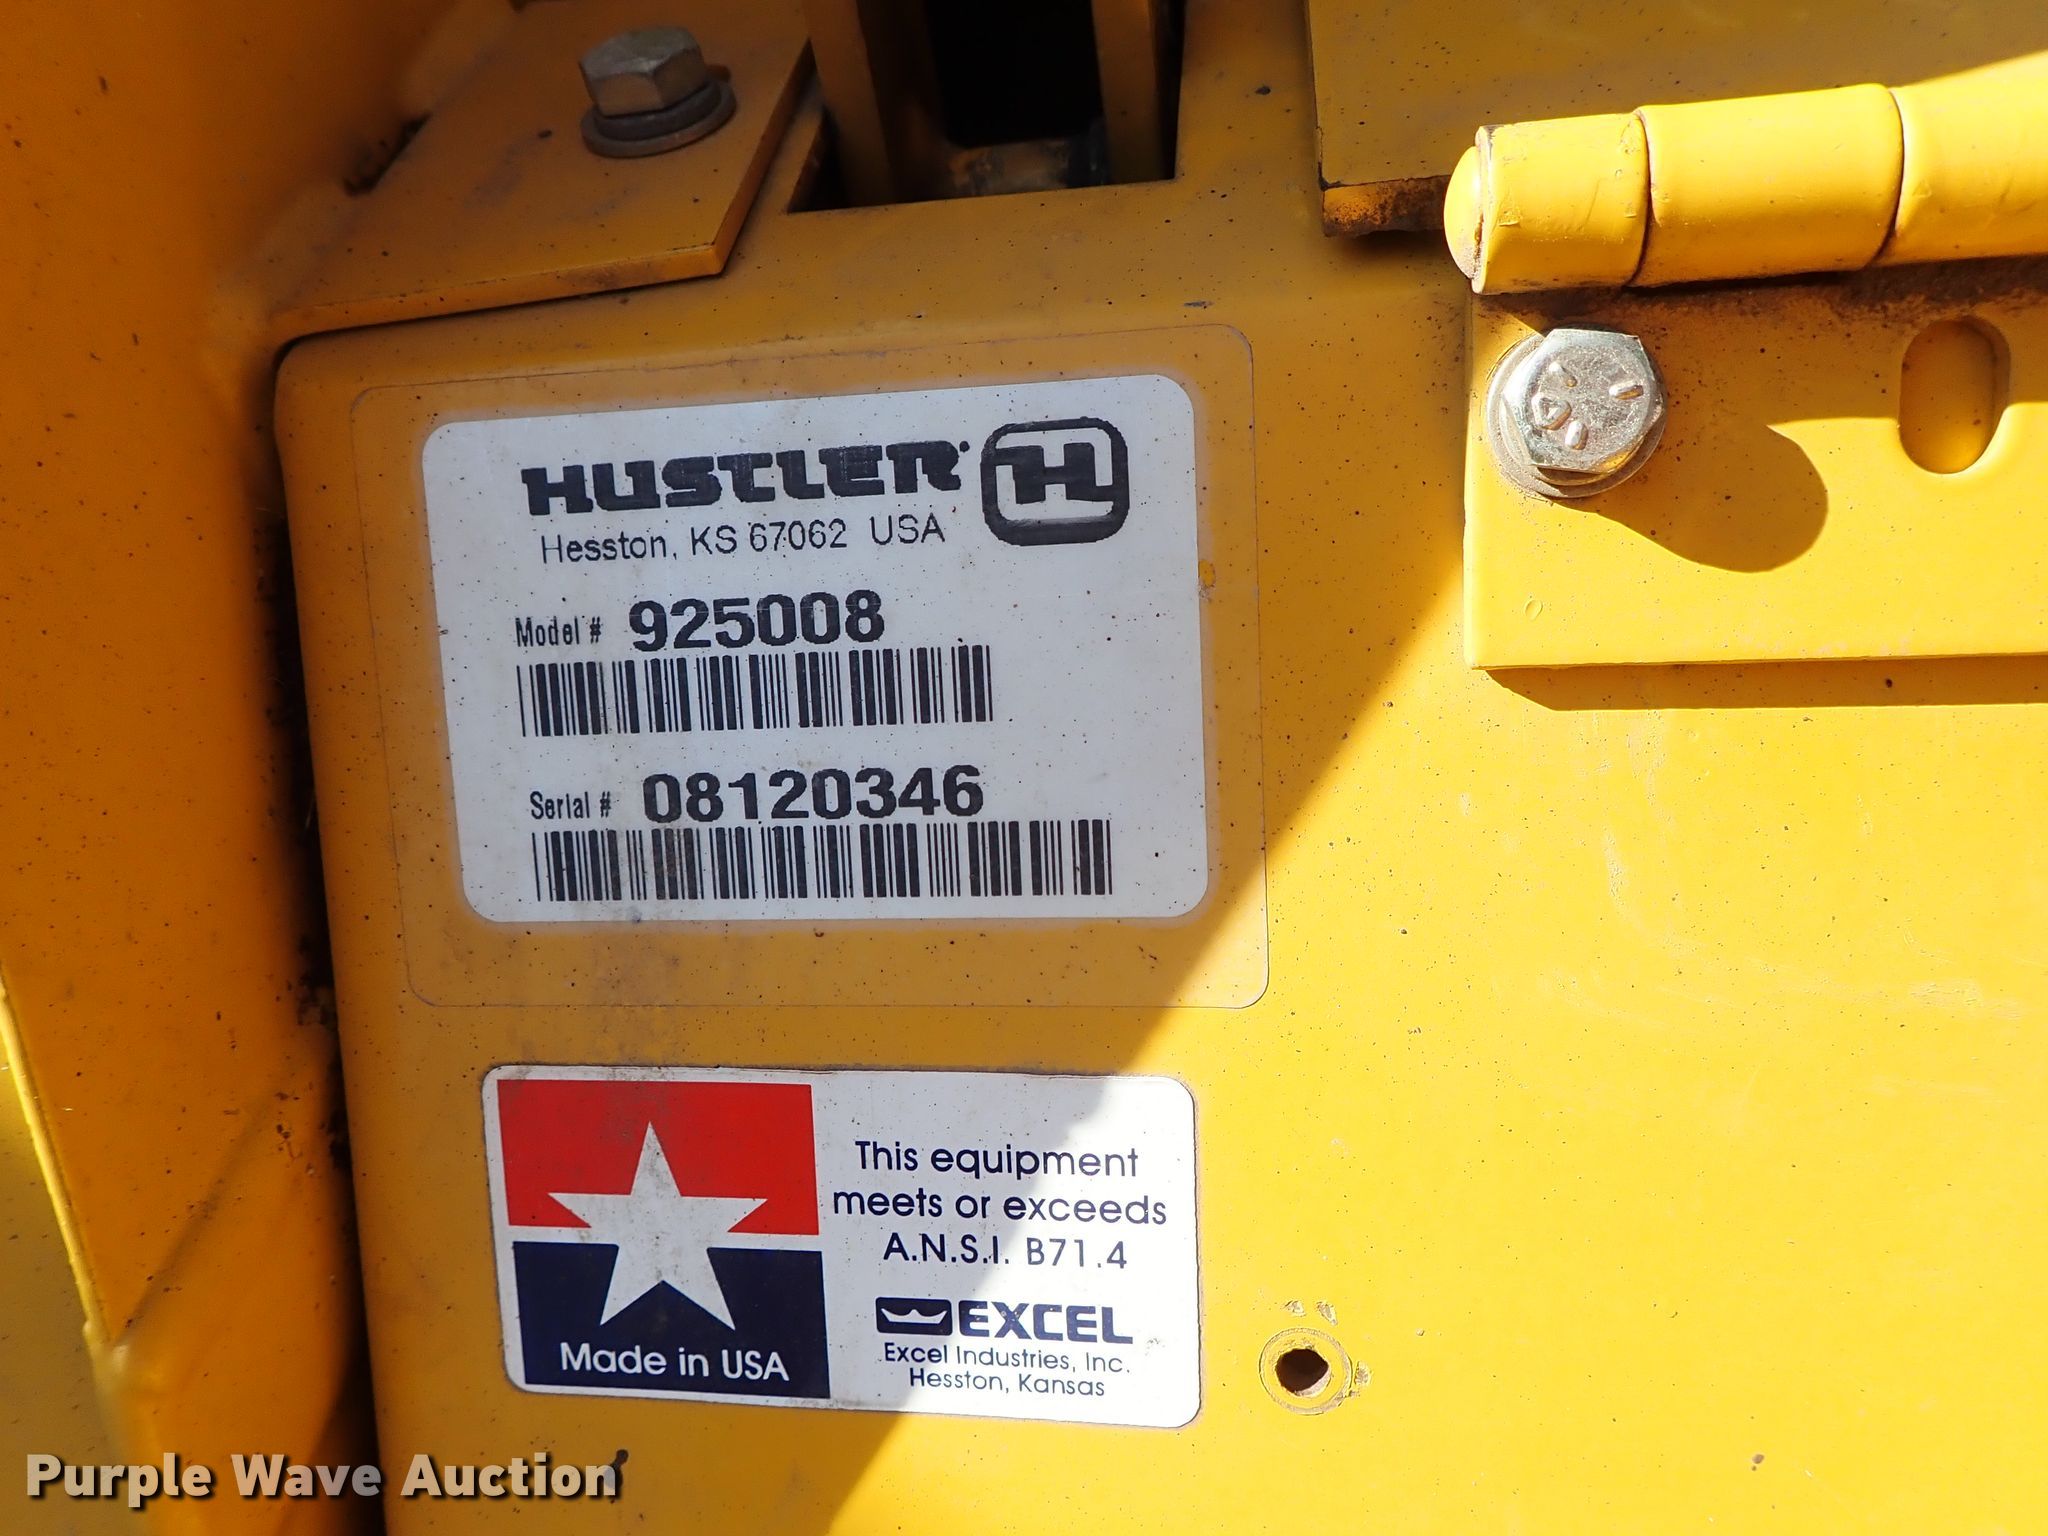 HUSTLER H
Hesston, KS 67062 USA
Model # 925008
Serial # 08120346
This equipment
meets or exceeds
A.N.S.I. B71.4
EXCEL
Excel Industries, Inc.
Hesston, Kansas
Made in USA
Purple Wave Auction